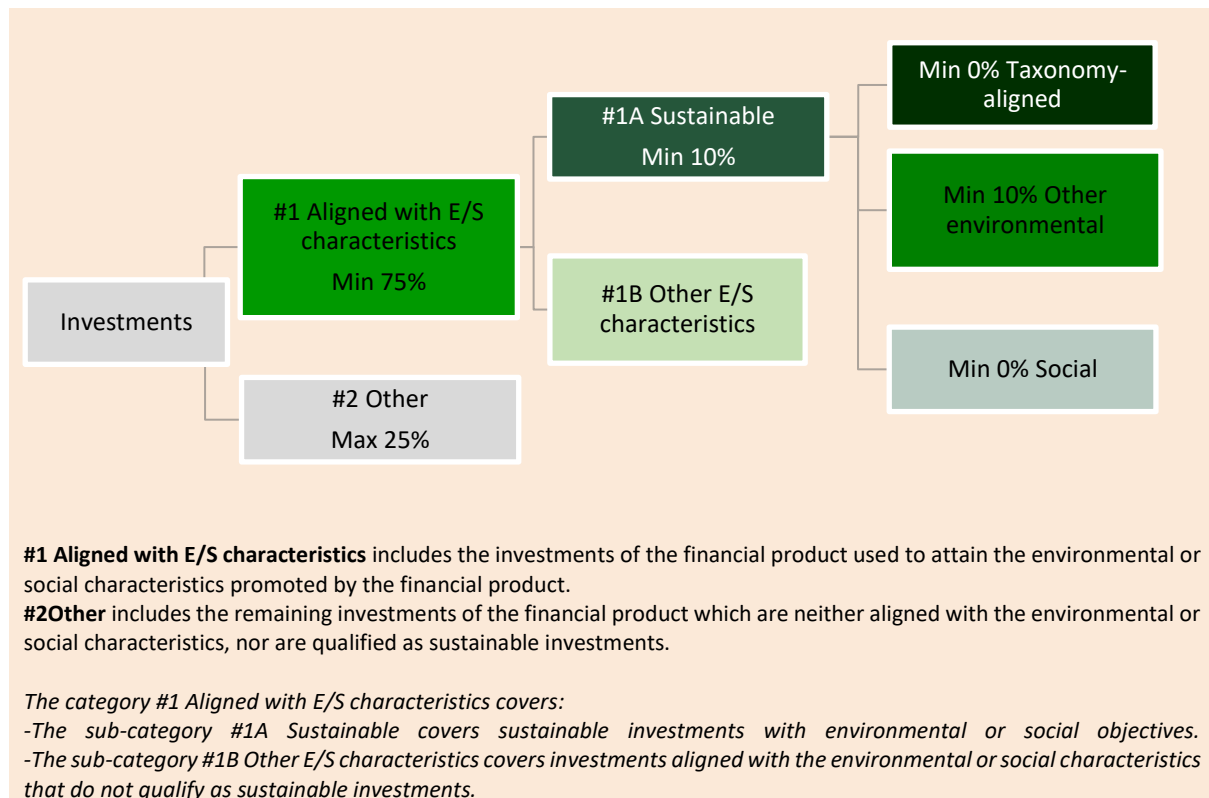 Investments
#1 Aligned with E/S
characteristics
Min 75%
#2 Other
Max 25%
#1A Sustainable
Min 10%
#1B Other E/S
characteristics
Min 0% Taxonomy-
aligned
Min 10% Other
environmental
Min 0% Social
#1 Aligned with E/S characteristics includes the investments of the financial product used to attain the environmental or
social characteristics promoted by the financial product.
#2Other includes the remaining investments of the financial product which are neither aligned with the environmental or
social characteristics, nor are qualified as sustainable investments.
The category #1 Aligned with E/S characteristics covers:
-The sub-category #1A Sustainable covers sustainable investments with environmental or social objectives.
-The sub-category #1B Other E/S characteristics covers investments aligned with the environmental or social characteristics
that do not qualify as sustainable investments.